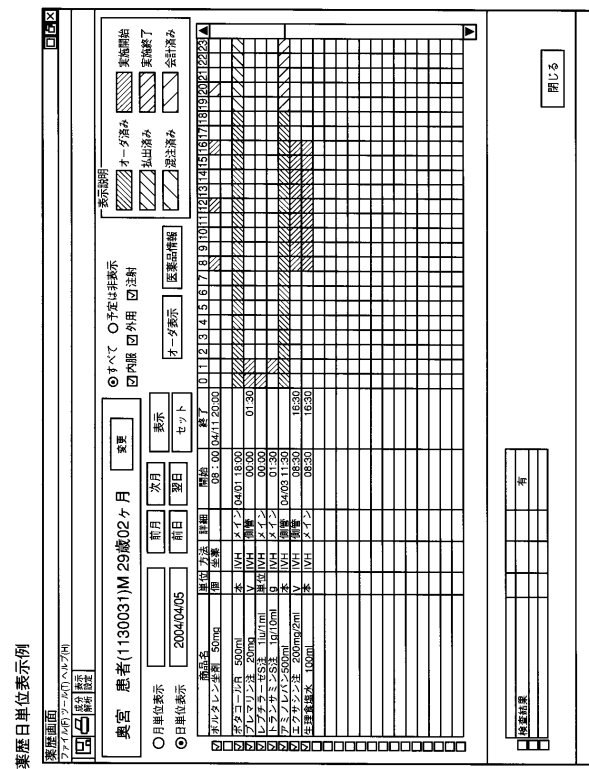 薬歴日単位表示例
薬歴画面
ファイル(F) ツール(T) ヘルプ(H)
成分解析 表示設定
奥宮 患者(1130031)M 29歳02ヶ月 変更
◉すべて ○予定は非表示
☑内服 ☑外用 ☑注射
表示説明
オーダ済み 実施開始
払出済み 実施終了
混注済み 会計済み
○月単位表示 前月 次月 表示
◉日単位表示 2004/04/05 前日 翌日 セット
オーダ表示 医薬品情報
商品名 単位 方法 詳細 開始 終了 0 1 2 3 4 5 6 7 8 9 10 11 12 13 14 15 16 17 18 19 20 21 22 23
ボルタレン坐剤 50mg 個 坐薬 08:00 04/11 20:00
ポタコールR 500ml 本 IVH メイン 04/01 18:00
プレマリン注 20mg V IVH 側管 00:00 01:30
レプチラーゼS注 1iu/1ml 単位 IVH メイン 00:00
トランサミンS注 1g/10ml g IVH メイン 01:30
アミノレバン500ml 本 IVH 側管 04/03 11:30
エクサシン注 200mg/2ml V IVH 側管 08:30 16:30
生理食塩水 100ml 本 IVH メイン 08:30 16:30
検査結果 有
閉じる